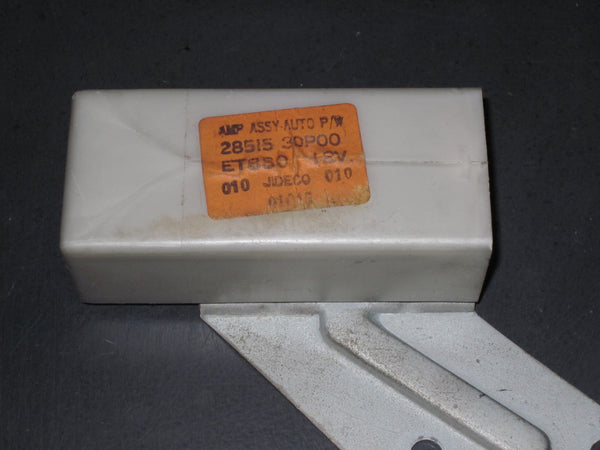 AMP ASSY-AUTO P/W
28515 30P00
ET880 12V.
010 JIDECO 010